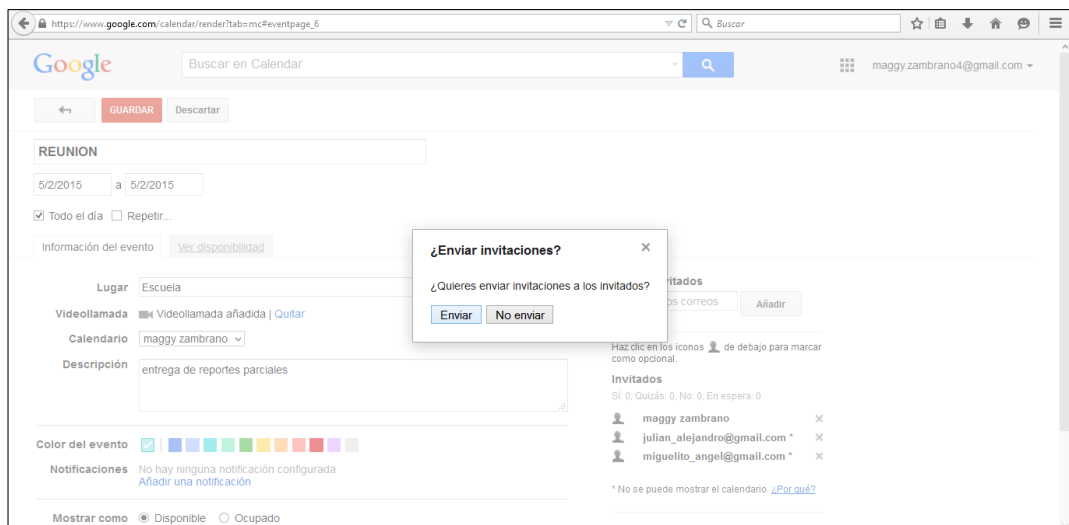 https://www.google.com/calendar/render?tab=mc#eventpage_6
Buscar
Google
Buscar en Calendar
maggy.zambrano4@gmail.com
GUARDAR
Descartar
REUNION
5/2/2015 a 5/2/2015
Todo el día Repetir...
Información del evento Ver disponibilidad
¿Enviar invitaciones?
¿Quieres enviar invitaciones a los invitados?
Enviar No enviar
Lugar Escuela
Videollamada Videollamada añadida | Quitar
Calendario maggy zambrano
Descripción entrega de reportes parciales
Color del evento
Notificaciones No hay ninguna notificación configurada
Añadir una notificación
Mostrar como Disponible Ocupado
correos Añadir
Haz clic en los iconos de debajo para marcar
como opcional.
Invitados
Sí: 0, Quizás: 0, No: 0, En espera: 0
maggy zambrano
julian_alejandro@gmail.com *
miguelito_angel@gmail.com *
* No se puede mostrar el calendario. ¿Por qué?